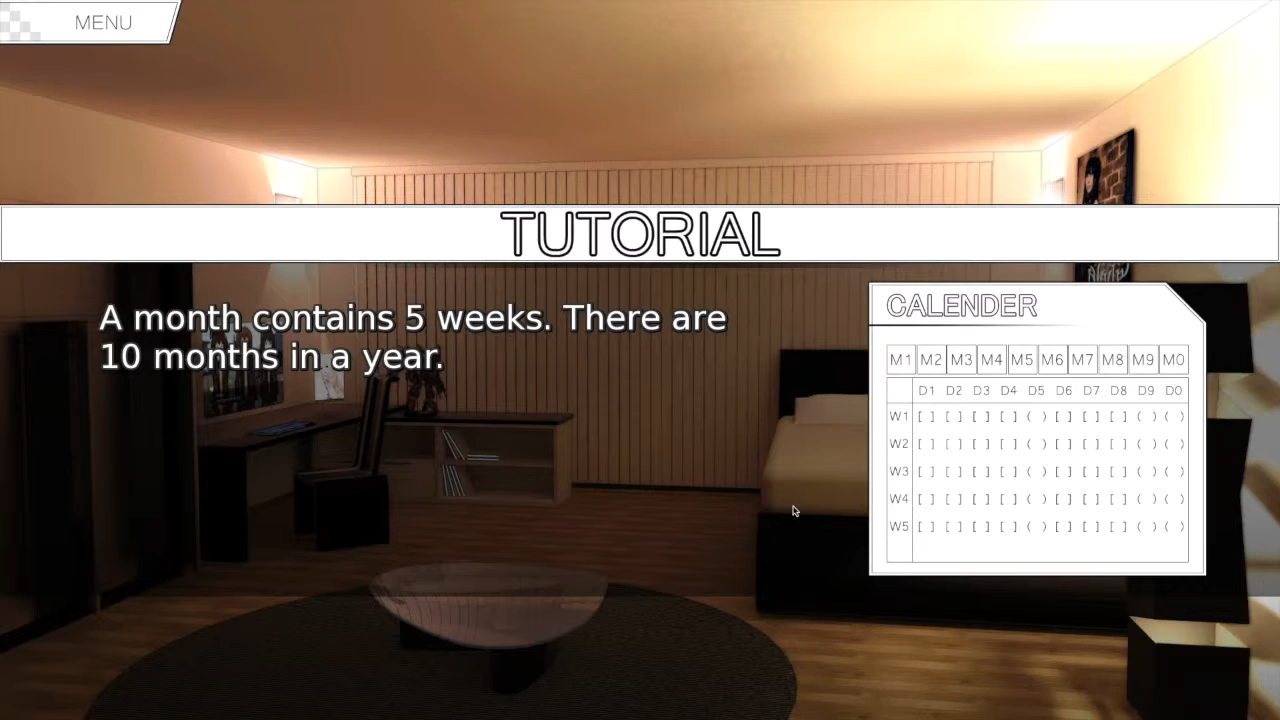 MENU
TUTORIAL
A month contains 5 weeks. There are
10 months in a year.
CALENDER
M1 M2 M3 M4 M5 M6 M7 M8 M9 M0
D1 D2 D3 D4 D5 D6 D7 D8 D9 D0
W1 [ ] [ ] [ ] [ ] ( ) [ ] [ ] [ ] ( ) ( )
W2 [ ] [ ] [ ] [ ] ( ) [ ] [ ] [ ] ( ) ( )
W3 [ ] [ ] [ ] [ ] ( ) [ ] [ ] [ ] ( ) ( )
W4 [ ] [ ] [ ] [ ] ( ) [ ] [ ] [ ] ( ) ( )
W5 [ ] [ ] [ ] [ ] ( ) [ ] [ ] [ ] ( ) ( )